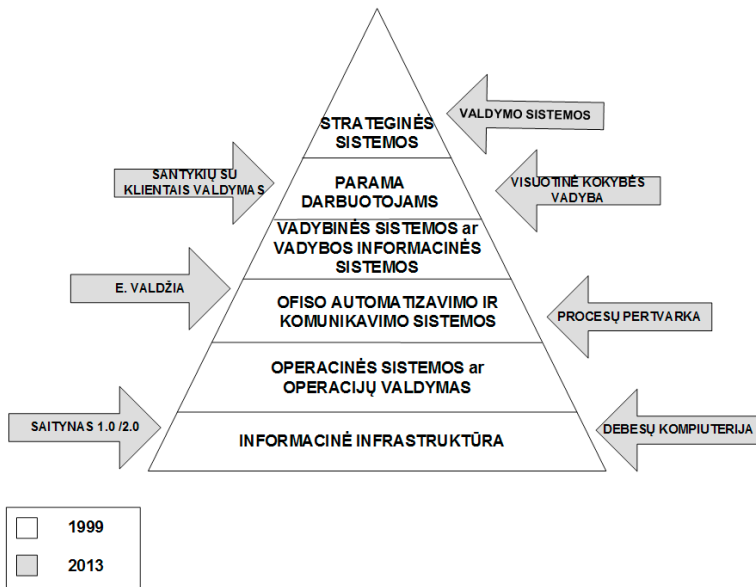 STRATEGINĖS
SISTEMOS
VALDYMO SISTEMOS
SANTYKIŲ SU
KLIENTAIS VALDYMAS
PARAMA
DARBUOTOJAMS
VISUOTINĖ KOKYBĖS
VADYBA
VADYBINĖS SISTEMOS ar
VADYBOS INFORMACINĖS
SISTEMOS
E. VALDŽIA
OFISO AUTOMATIZAVIMO IR
KOMUNIKAVIMO SISTEMOS
PROCESŲ PERTVARKA
OPERACINĖS SISTEMOS ar
OPERACIJŲ VALDYMAS
SAITYNAS 1.0 /2.0
INFORMACINĖ INFRASTRUKTŪRA
DEBESŲ KOMPIUTERIJA
1999
2013